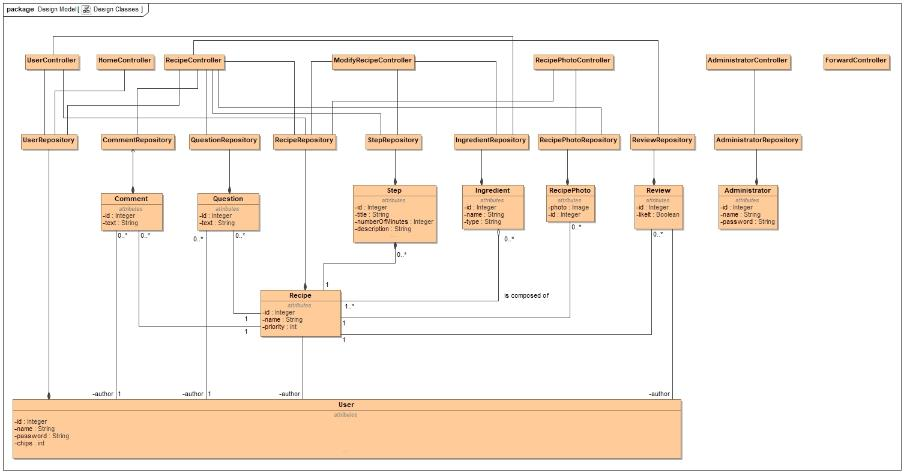 package Design Model [ Design Classes ]
UserController
HomeController
RecipeController
ModifyRecipeController
RecipePhotoController
AdministratorController
ForwardController
UserRepository
CommentRepository
QuestionRepository
RecipeRepository
StepRepository
IngredientRepository
RecipePhotoRepository
ReviewRepository
AdministratorRepository
Comment
attributes
-id : Integer
-text : String
Question
attributes
-id : Integer
-text : String
Step
attributes
-id : Integer
-title : String
-numberOfMinutes : Integer
-description : String
Ingredient
attributes
-id : Integer
-name : String
-type : String
RecipePhoto
attributes
-photo : Image
-id : Integer
Review
attributes
-id : Integer
-likeIt : Boolean
Administrator
attributes
-id : Integer
-name : String
-password : String
0..*
0..*
0..*
0..*
0..*
0..*
0..*
0..*
1
is composed of
Recipe
attributes
-id : Integer
-name : String
-priority : int
1..*
1
1
1
1
-author 1
-author 1
-author
-author
User
attributes
-id : Integer
-name : String
-password : String
-chips : int